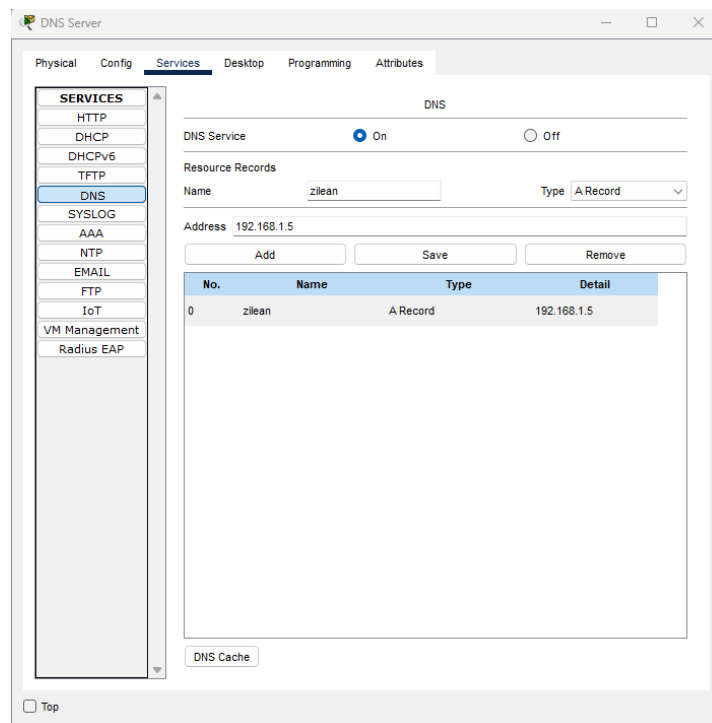 DNS Server
Physical Config Services Desktop Programming Attributes
SERVICES
HTTP
DHCP
DHCPv6
TFTP
DNS
SYSLOG
AAA
NTP
EMAIL
FTP
IoT
VM Management
Radius EAP
DNS
DNS Service On Off
Resource Records
Name zilean Type A Record
Address 192.168.1.5
Add Save Remove
No. Name Type Detail
0 zilean A Record 192.168.1.5
DNS Cache
Top